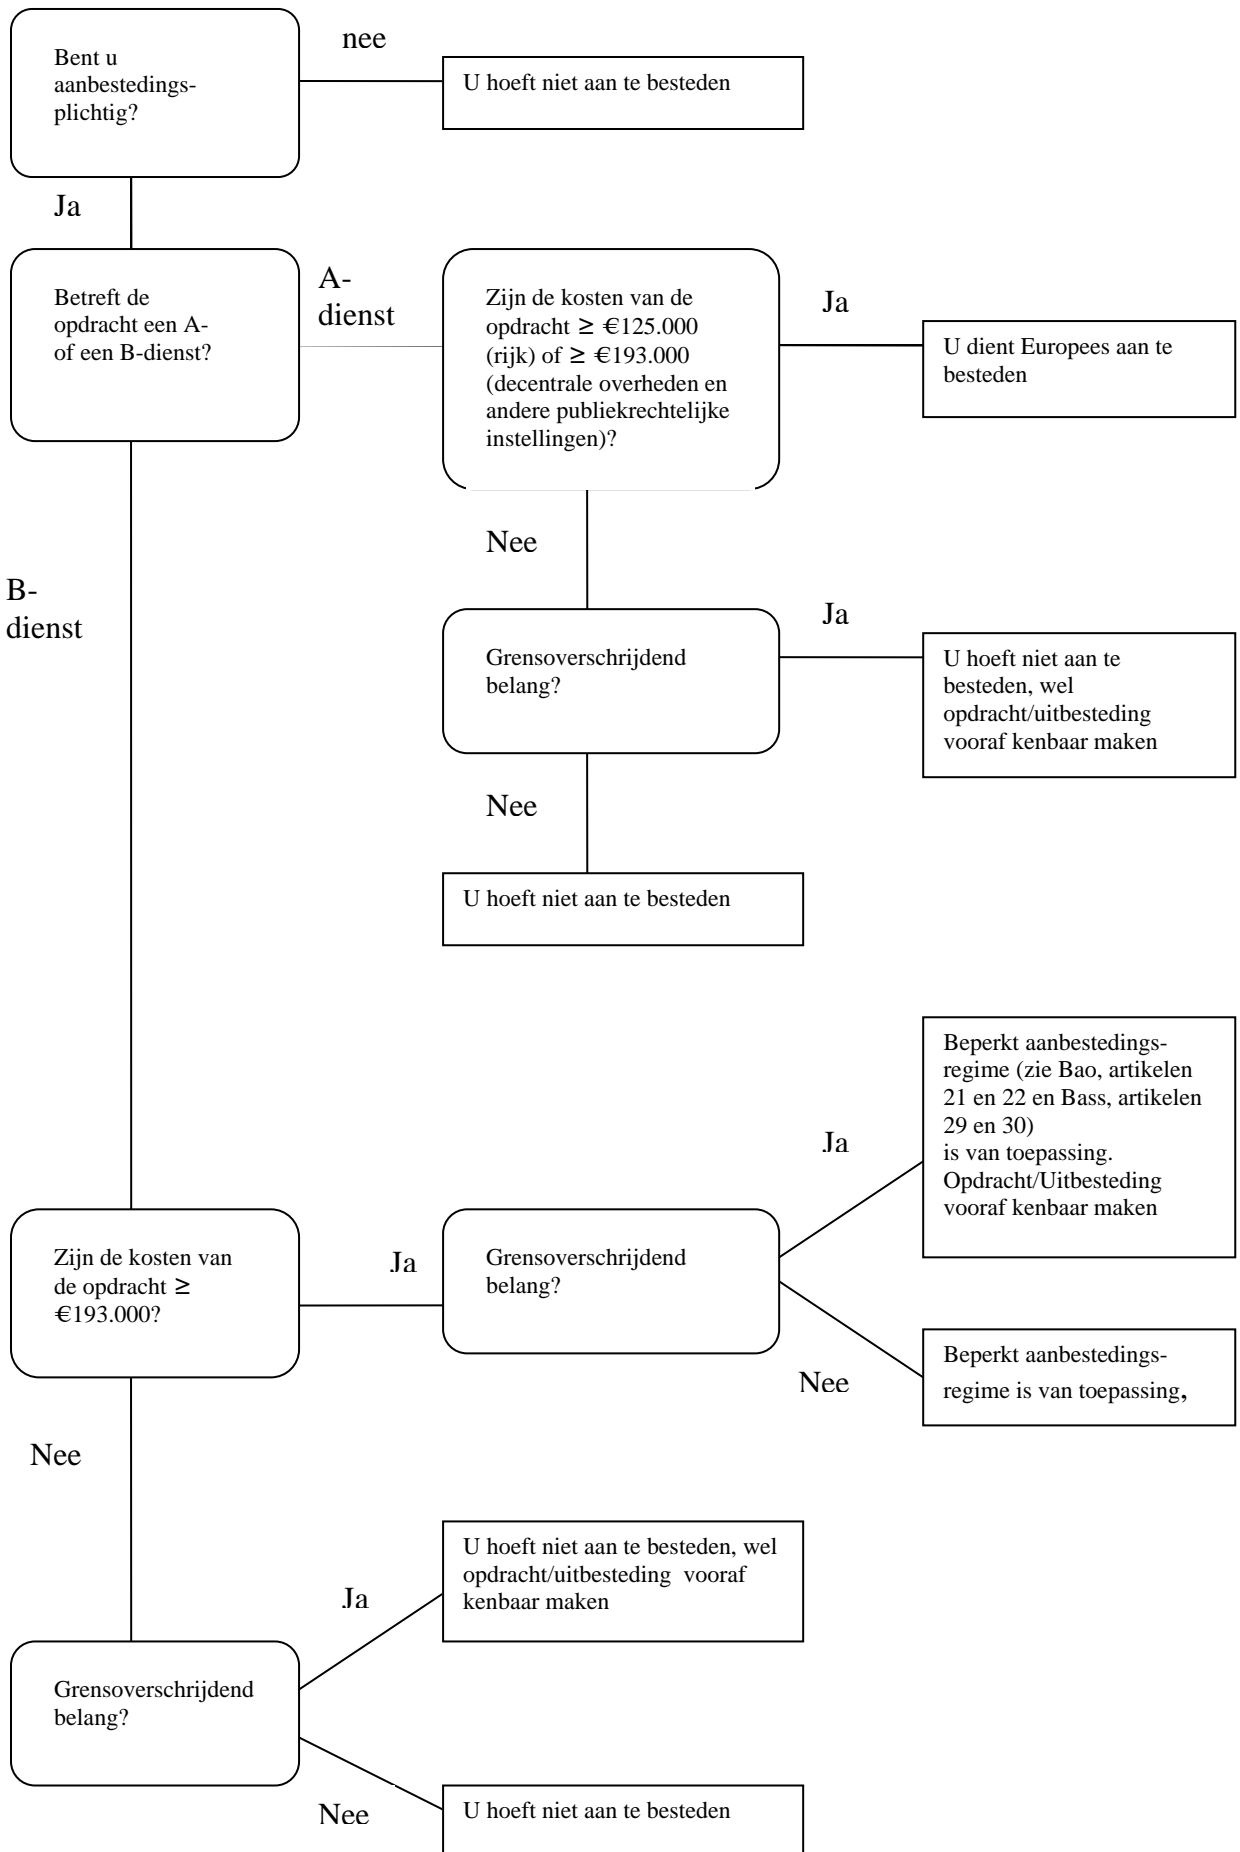 nee
Bent u
aanbestedings-
plichtig?
U hoeft niet aan te besteden
Ja
Betreft de
opdracht een A-
of een B-dienst?
A-
dienst
Zijn de kosten van de
opdracht ≥ €125.000
(rijk) of ≥ €193.000
(decentrale overheden en
andere publiekrechtelijke
instellingen)?
Ja
U dient Europees aan te
besteden
Nee
B-
dienst
Grensoverschrijdend
belang?
Ja
U hoeft niet aan te
besteden, wel
opdracht/uitbesteding
vooraf kenbaar maken
Nee
U hoeft niet aan te besteden
Zijn de kosten van
de opdracht ≥
€193.000?
Ja
Grensoverschrijdend
belang?
Ja
Beperkt aanbestedings-
regime (zie Bao, artikelen
21 en 22 en Bass, artikelen
29 en 30)
is van toepassing.
Opdracht/Uitbesteding
vooraf kenbaar maken
Nee
Beperkt aanbestedings-
regime is van toepassing,
Nee
Grensoverschrijdend
belang?
Ja
U hoeft niet aan te besteden, wel
opdracht/uitbesteding vooraf
kenbaar maken
Nee
U hoeft niet aan te besteden